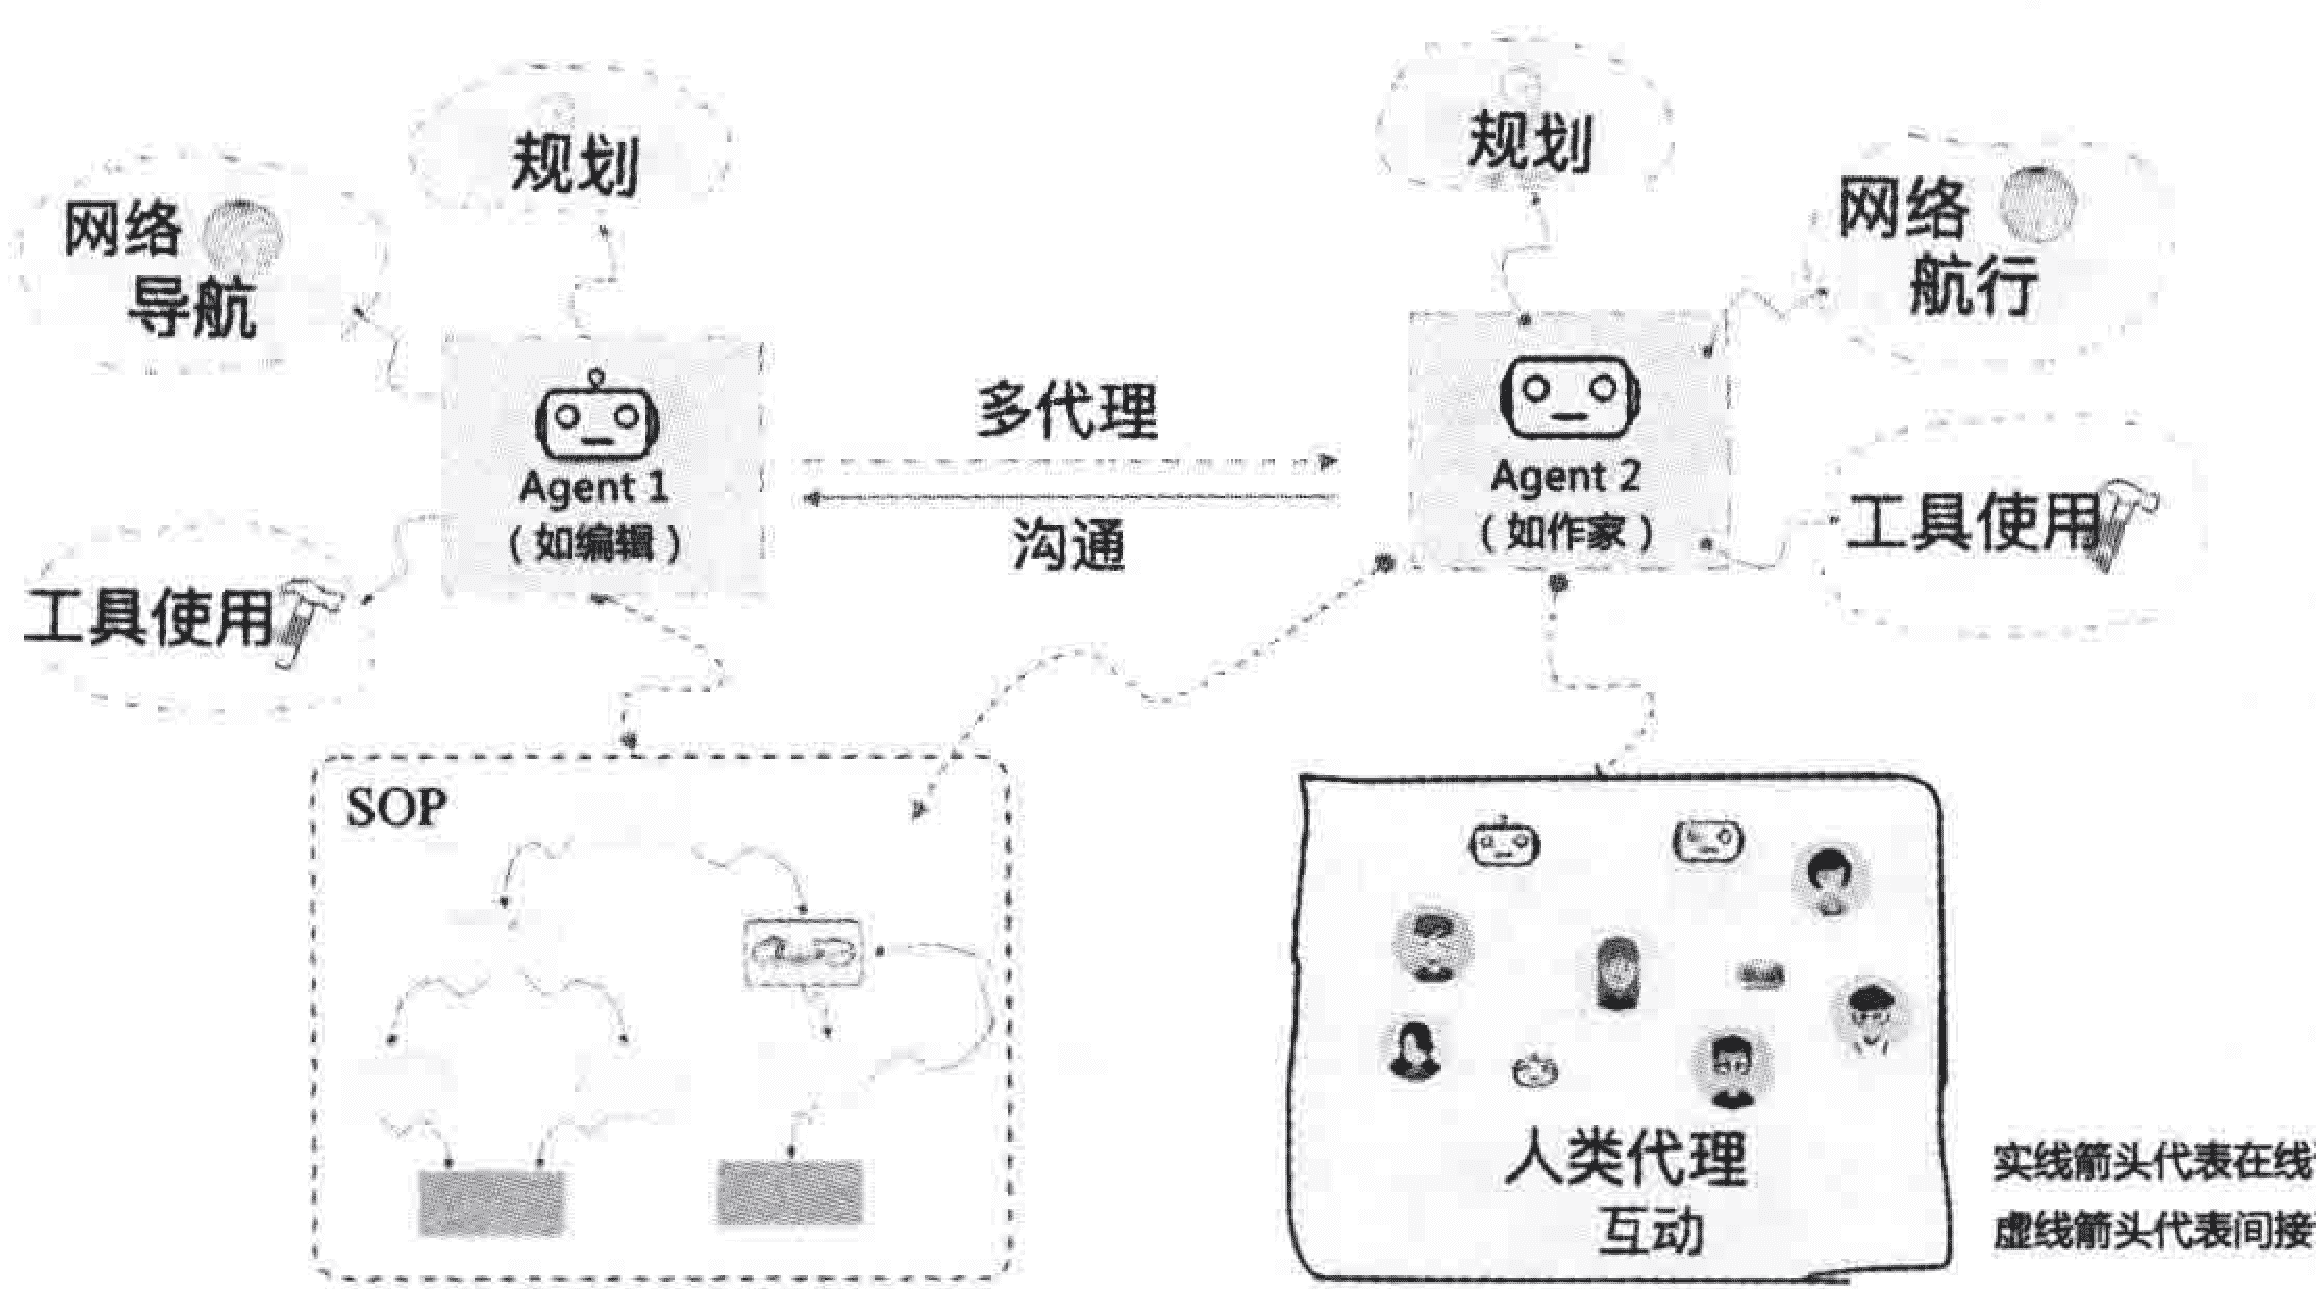 规划
规划
网络
导航
网络
航行
多代理
Agent 1
(如编辑)
Agent 2
(如作家)
沟通
工具使用
工具使用
SOP
人类代理
互动
实线箭头代表在线
虚线箭头代表间接